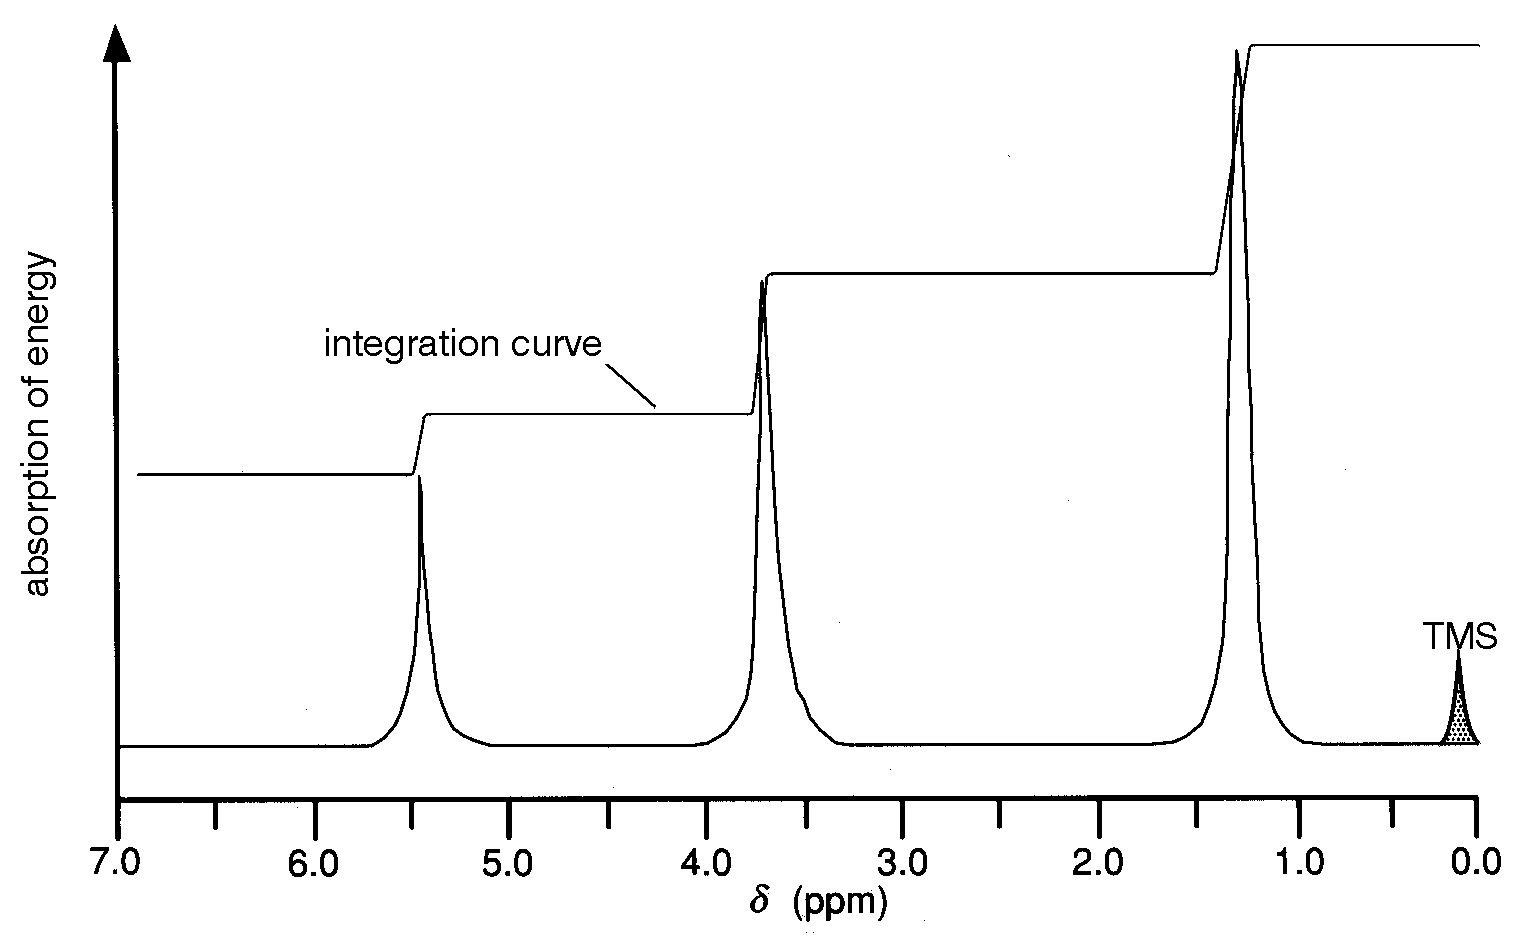 absorption of energy
integration curve
TMS
7.0 6.0 5.0 4.0 3.0 2.0 1.0 0.0
δ (ppm)